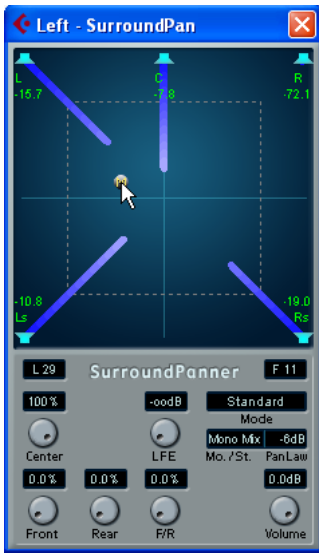 Left - SurroundPan
L C R
-15.7 -7.8 -72.1
-10.8 -19.0
Ls Rs
L 29 SurroundPanner F 11
100% -oodB Standard
Mode
Mono Mix -6dB
Center LFE Mo./St. PanLaw
0.0% 0.0% 0.0% 0.0dB
Front Rear F/R Volume